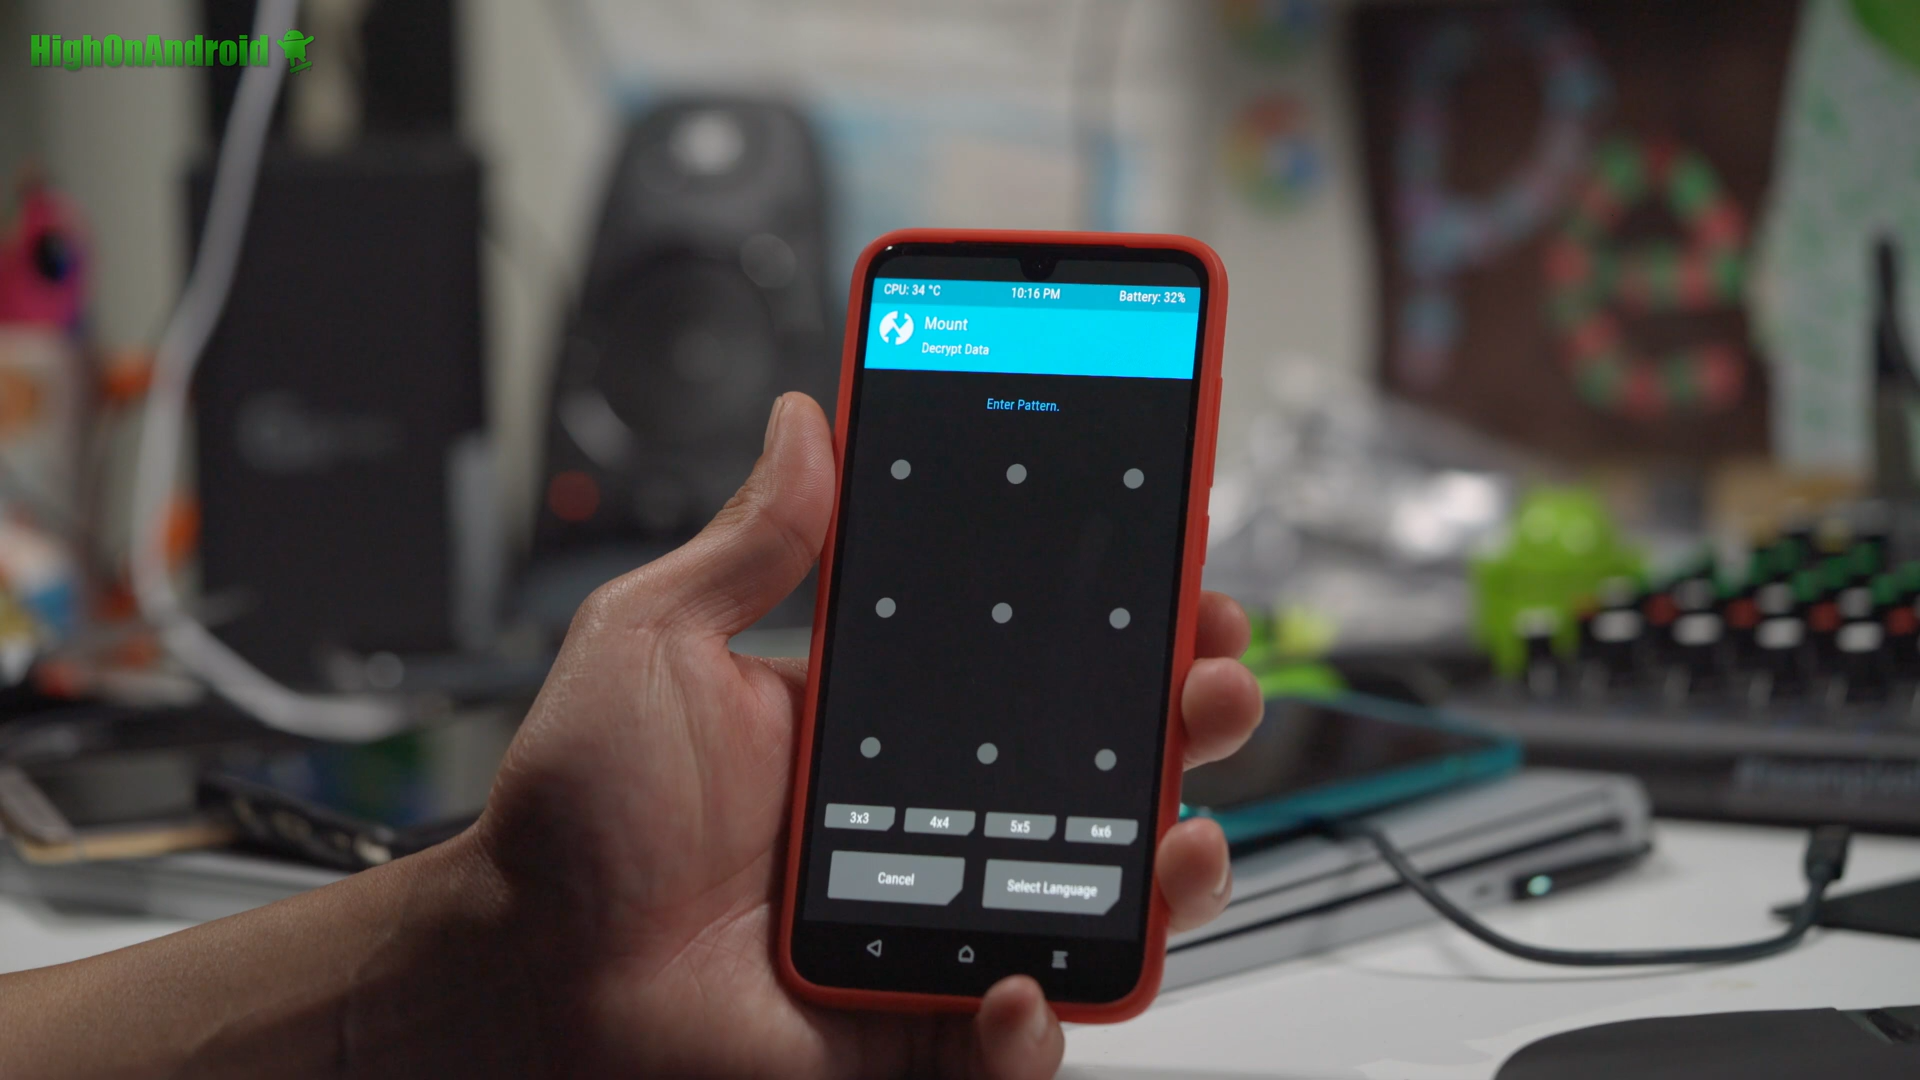 HighOnAndroid
CPU: 34 °C 10:16 PM Battery: 32%
Mount
Decrypt Data
Enter Pattern.
3x3 4x4 5x5 6x6
Cancel Select Language